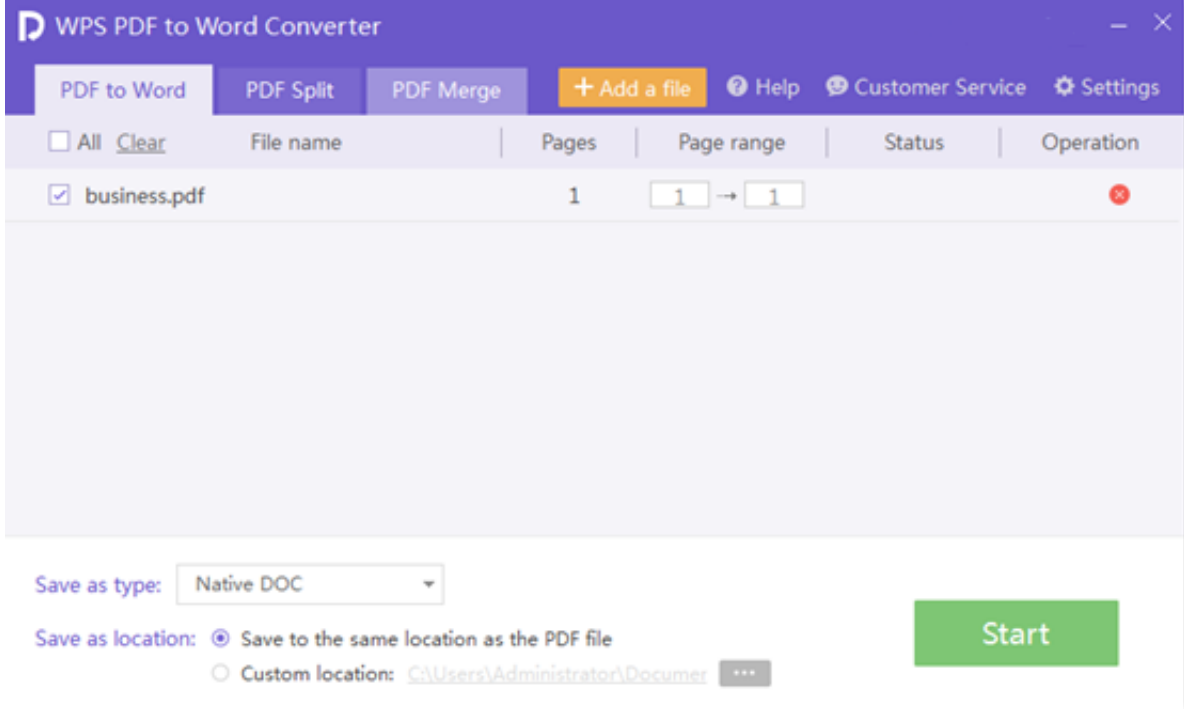 WPS PDF to Word Converter
PDF to Word PDF Split PDF Merge + Add a file Help Customer Service Settings
All Clear File name Pages Page range Status Operation
business.pdf 1 1 → 1
Save as type: Native DOC
Save as location: Save to the same location as the PDF file
Start
Custom location: C:\Users\Administrator\Documer ...